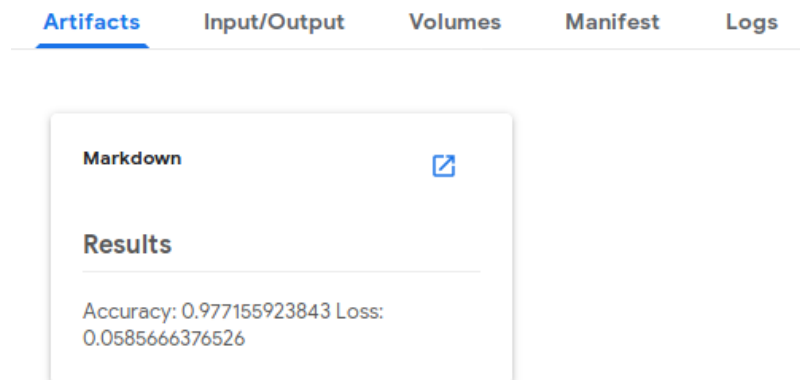 Artifacts Input/Output Volumes Manifest Logs
Markdown
Results
Accuracy: 0.977155923843 Loss:
0.0585666376526